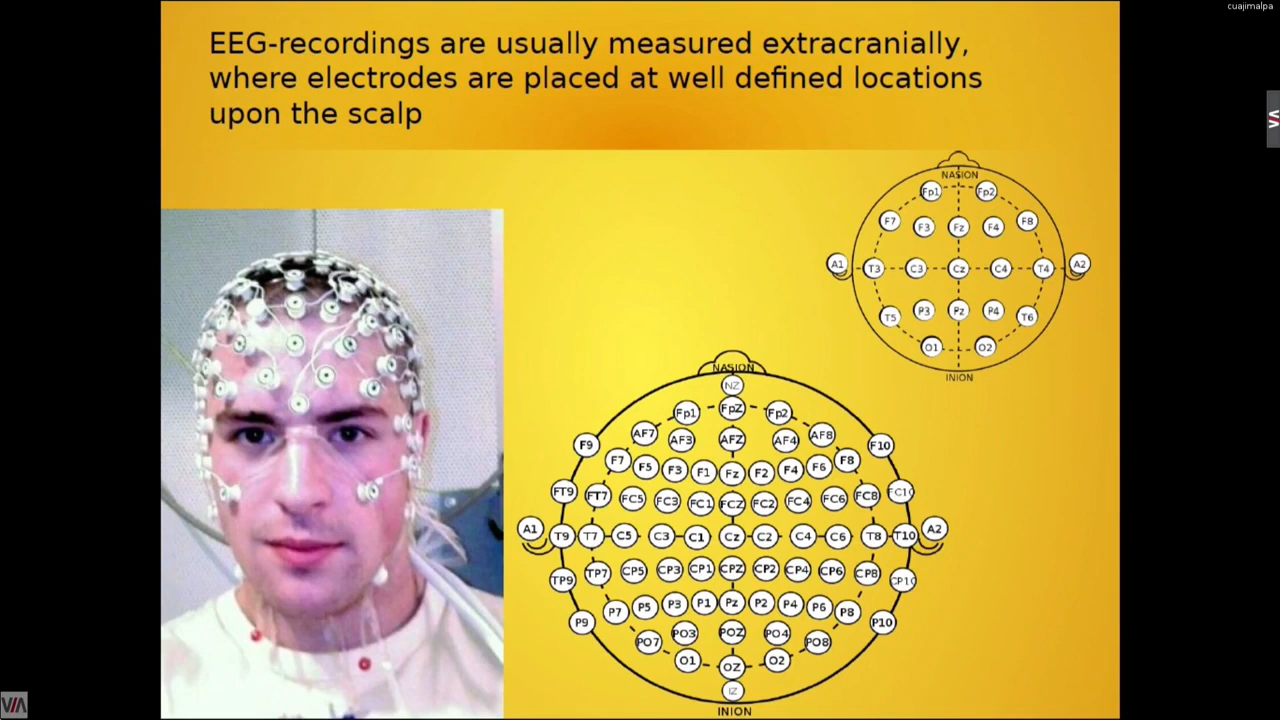 cuajimalpa
EEG-recordings are usually measured extracranially,
where electrodes are placed at well defined locations
upon the scalp
NASION
Fp1 Fp2
F7 F3 Fz F4 F8
A1 T3 C3 Cz C4 T4 A2
T5 P3 Pz P4 T6
O1 O2
INION
NASION
NZ
Fp1 FpZ Fp2
AF7 AF3 AFZ AF4 AF8
F9 F7 F5 F3 F1 Fz F2 F4 F6 F8 F10
FT9 FT7 FC5 FC3 FC1 FCZ FC2 FC4 FC6 FC8 FC10
A1 T9 T7 C5 C3 C1 Cz C2 C4 C6 T8 T10 A2
TP9 TP7 CP5 CP3 CP1 CPZ CP2 CP4 CP6 CP8 CP10
P9 P7 P5 P3 P1 Pz P2 P4 P6 P8 P10
PO7 PO3 POZ PO4 PO8
O1 OZ O2
IZ
INION
VIA